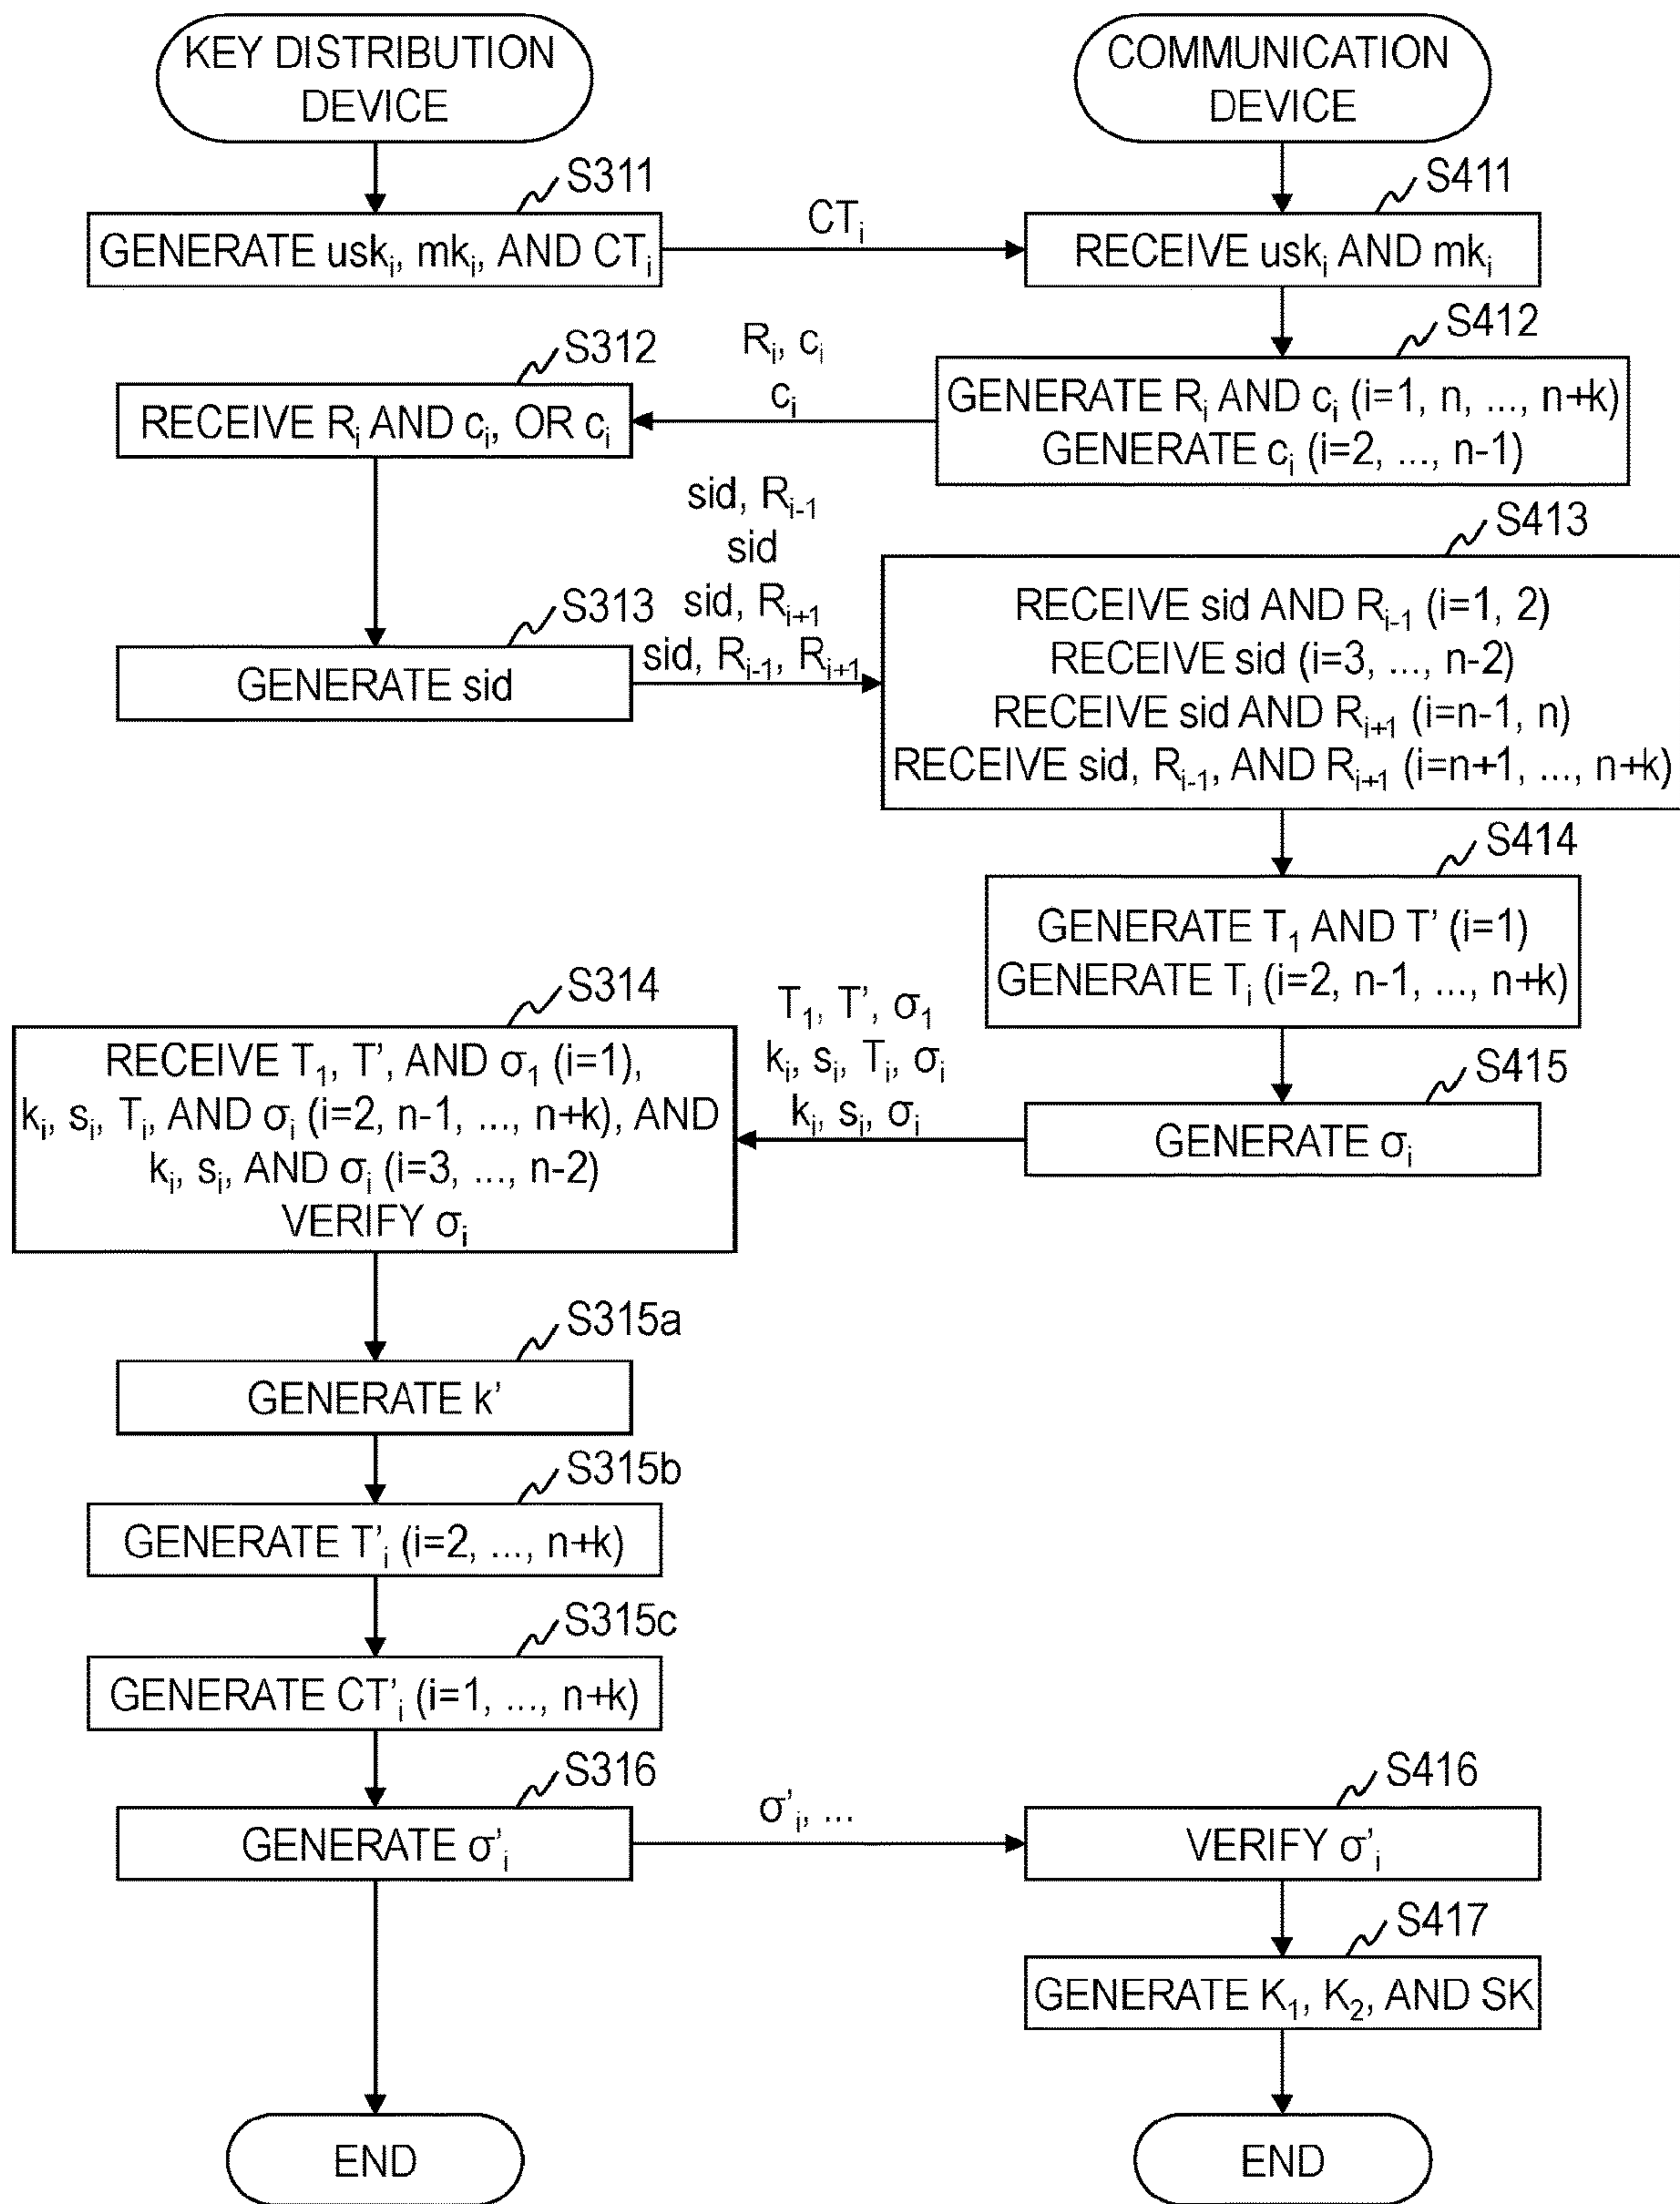 KEY DISTRIBUTION
DEVICE
COMMUNICATION
DEVICE
S311
S411
GENERATE uskᵢ, mkᵢ, AND CTᵢ
CTᵢ
RECEIVE uskᵢ AND mkᵢ
S312
S412
Rᵢ, cᵢ
cᵢ
RECEIVE Rᵢ AND cᵢ, OR cᵢ
GENERATE Rᵢ AND cᵢ (i=1, n, ..., n+k)
GENERATE cᵢ (i=2, ..., n-1)
S313
sid, Rᵢ₋₁
sid
sid, Rᵢ₊₁
sid, Rᵢ₋₁, Rᵢ₊₁
GENERATE sid
S413
RECEIVE sid AND Rᵢ₋₁ (i=1, 2)
RECEIVE sid (i=3, ..., n-2)
RECEIVE sid AND Rᵢ₊₁ (i=n-1, n)
RECEIVE sid, Rᵢ₋₁, AND Rᵢ₊₁ (i=n+1, ..., n+k)
S414
GENERATE T₁ AND T' (i=1)
GENERATE Tᵢ (i=2, n-1, ..., n+k)
S314
RECEIVE T₁, T', AND σ₁ (i=1),
kᵢ, sᵢ, Tᵢ, AND σᵢ (i=2, n-1, ..., n+k), AND
kᵢ, sᵢ, AND σᵢ (i=3, ..., n-2)
VERIFY σᵢ
T₁, T', σ₁
kᵢ, sᵢ, Tᵢ, σᵢ
kᵢ, sᵢ, σᵢ
S415
GENERATE σᵢ
S315a
GENERATE k'
S315b
GENERATE T'ᵢ (i=2, ..., n+k)
S315c
GENERATE CT'ᵢ (i=1, ..., n+k)
S316
S416
GENERATE σ'ᵢ
σ'ᵢ, ...
VERIFY σ'ᵢ
S417
GENERATE K₁, K₂, AND SK
END
END